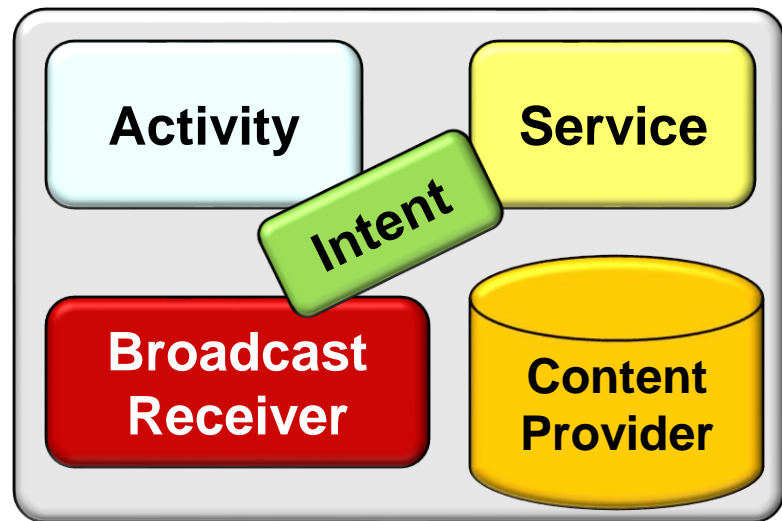 Activity
Service
Intent
Broadcast
Receiver
Content
Provider